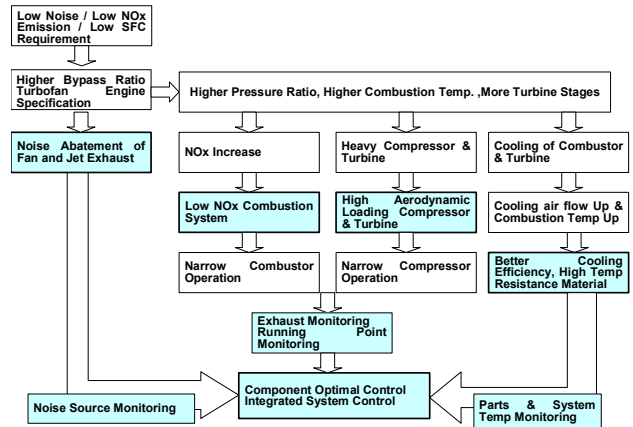 Low Noise / Low NOx
Emission / Low SFC
Requirement
Higher Bypass Ratio
Turbofan Engine
Specification
Higher Pressure Ratio, Higher Combustion Temp. ,More Turbine Stages
Noise Abatement of
Fan and Jet Exhaust
NOx Increase
Heavy Compressor &
Turbine
Cooling of Combustor
& Turbine
Low NOx Combustion
System
High Aerodynamic
Loading Compressor
& Turbine
Cooling air flow Up &
Combustion Temp Up
Narrow Combustor
Operation
Narrow Compressor
Operation
Better Cooling
Efficiency, High Temp
Resistance Material
Exhaust Monitoring
Running Point
Monitoring
Component Optimal Control
Integrated System Control
Noise Source Monitoring
Parts & System
Temp Monitoring